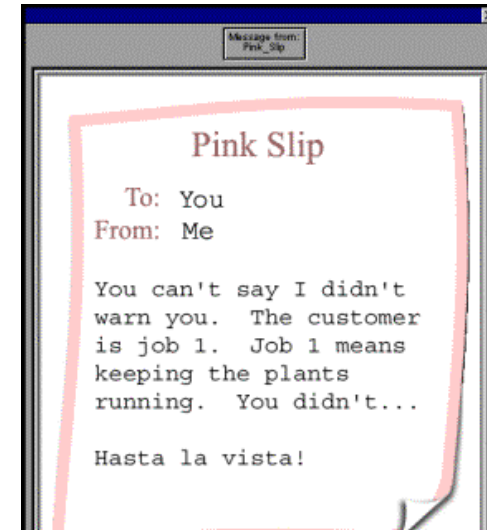 Message from:
Pink_Slip
Pink Slip
To: You
From: Me
You can't say I didn't
warn you. The customer
is job 1. Job 1 means
keeping the plants
running. You didn't...
Hasta la vista!